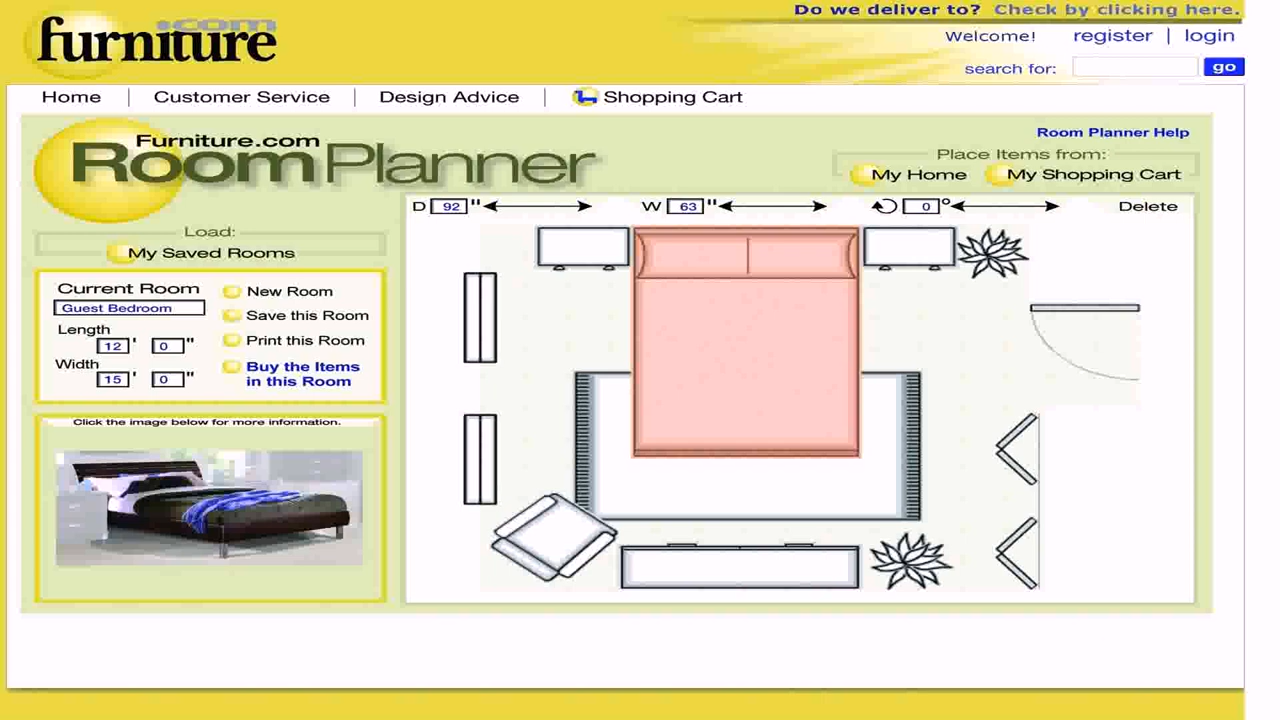 Do we deliver to? Check by clicking here.
.com
furniture
Welcome! register | login
search for: go
Home | Customer Service | Design Advice | Shopping Cart
Furniture.com
RoomPlanner
Room Planner Help
Place Items from:
My Home My Shopping Cart
D 92" W 63" 0° Delete
Load:
My Saved Rooms
Current Room
Guest Bedroom
Length
12' 0"
Width
15' 0"
New Room
Save this Room
Print this Room
Buy the Items
in this Room
Click the image below for more information.